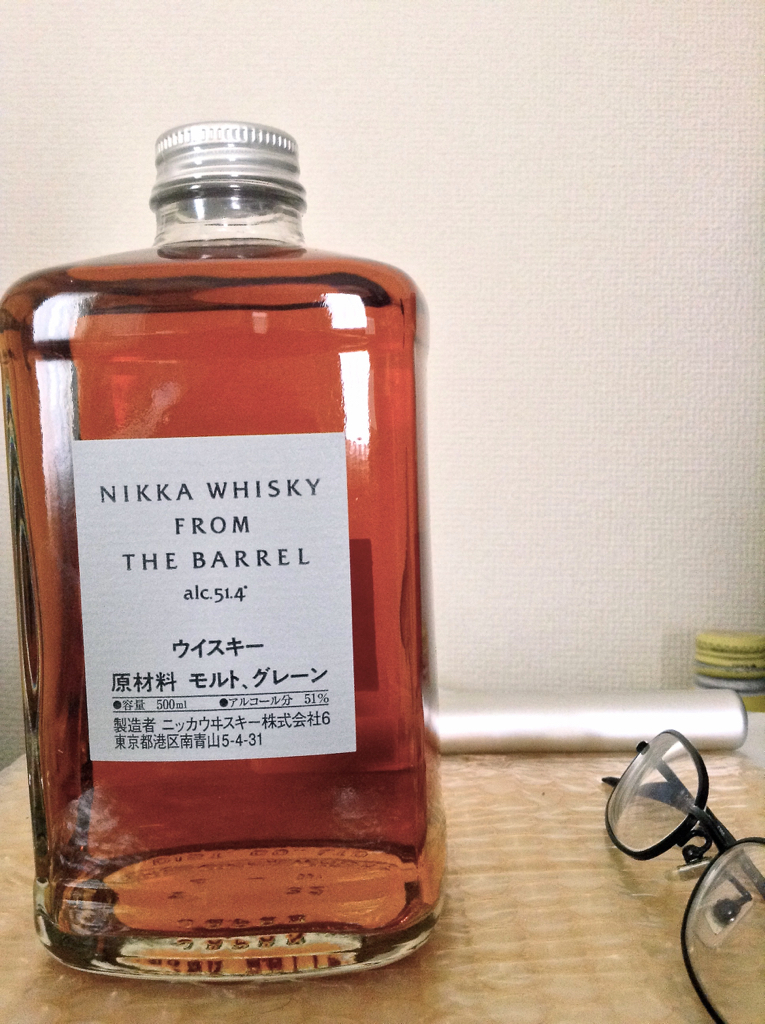 NIKKA WHISKY
FROM
THE BARREL
alc.51.4°
ウイスキー
原材料 モルト、グレーン
●容量 500ml ●アルコール分 51%
製造者 ニッカウヰスキー株式会社6
東京都港区南青山5-4-31